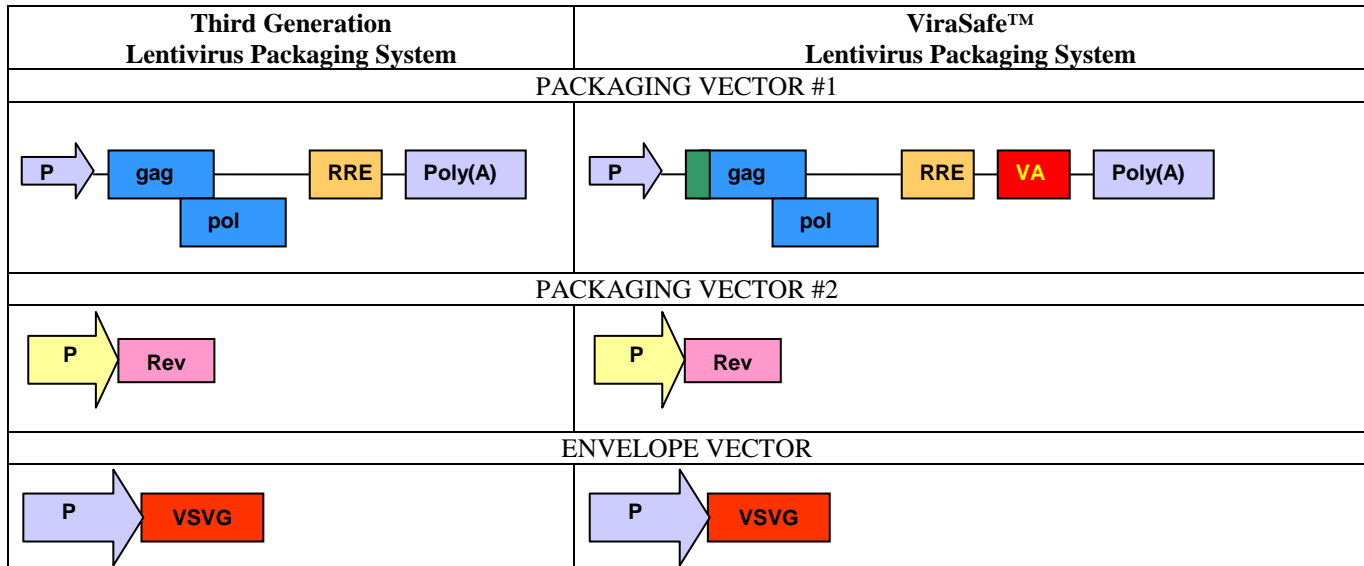 Third Generation
Lentivirus Packaging System
ViraSafe™
Lentivirus Packaging System
PACKAGING VECTOR #1
P gag RRE Poly(A)
pol
P gag RRE VA Poly(A)
pol
PACKAGING VECTOR #2
P Rev
P Rev
ENVELOPE VECTOR
P VSVG
P VSVG